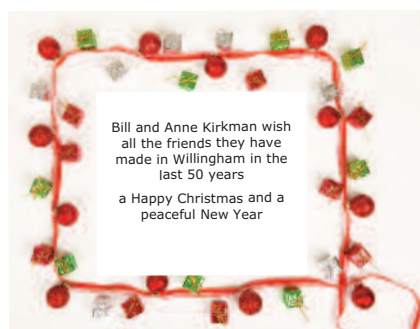 Bill and Anne Kirkman wish
all the friends they have
made in Willingham in the
last 50 years
a Happy Christmas and a
peaceful New Year